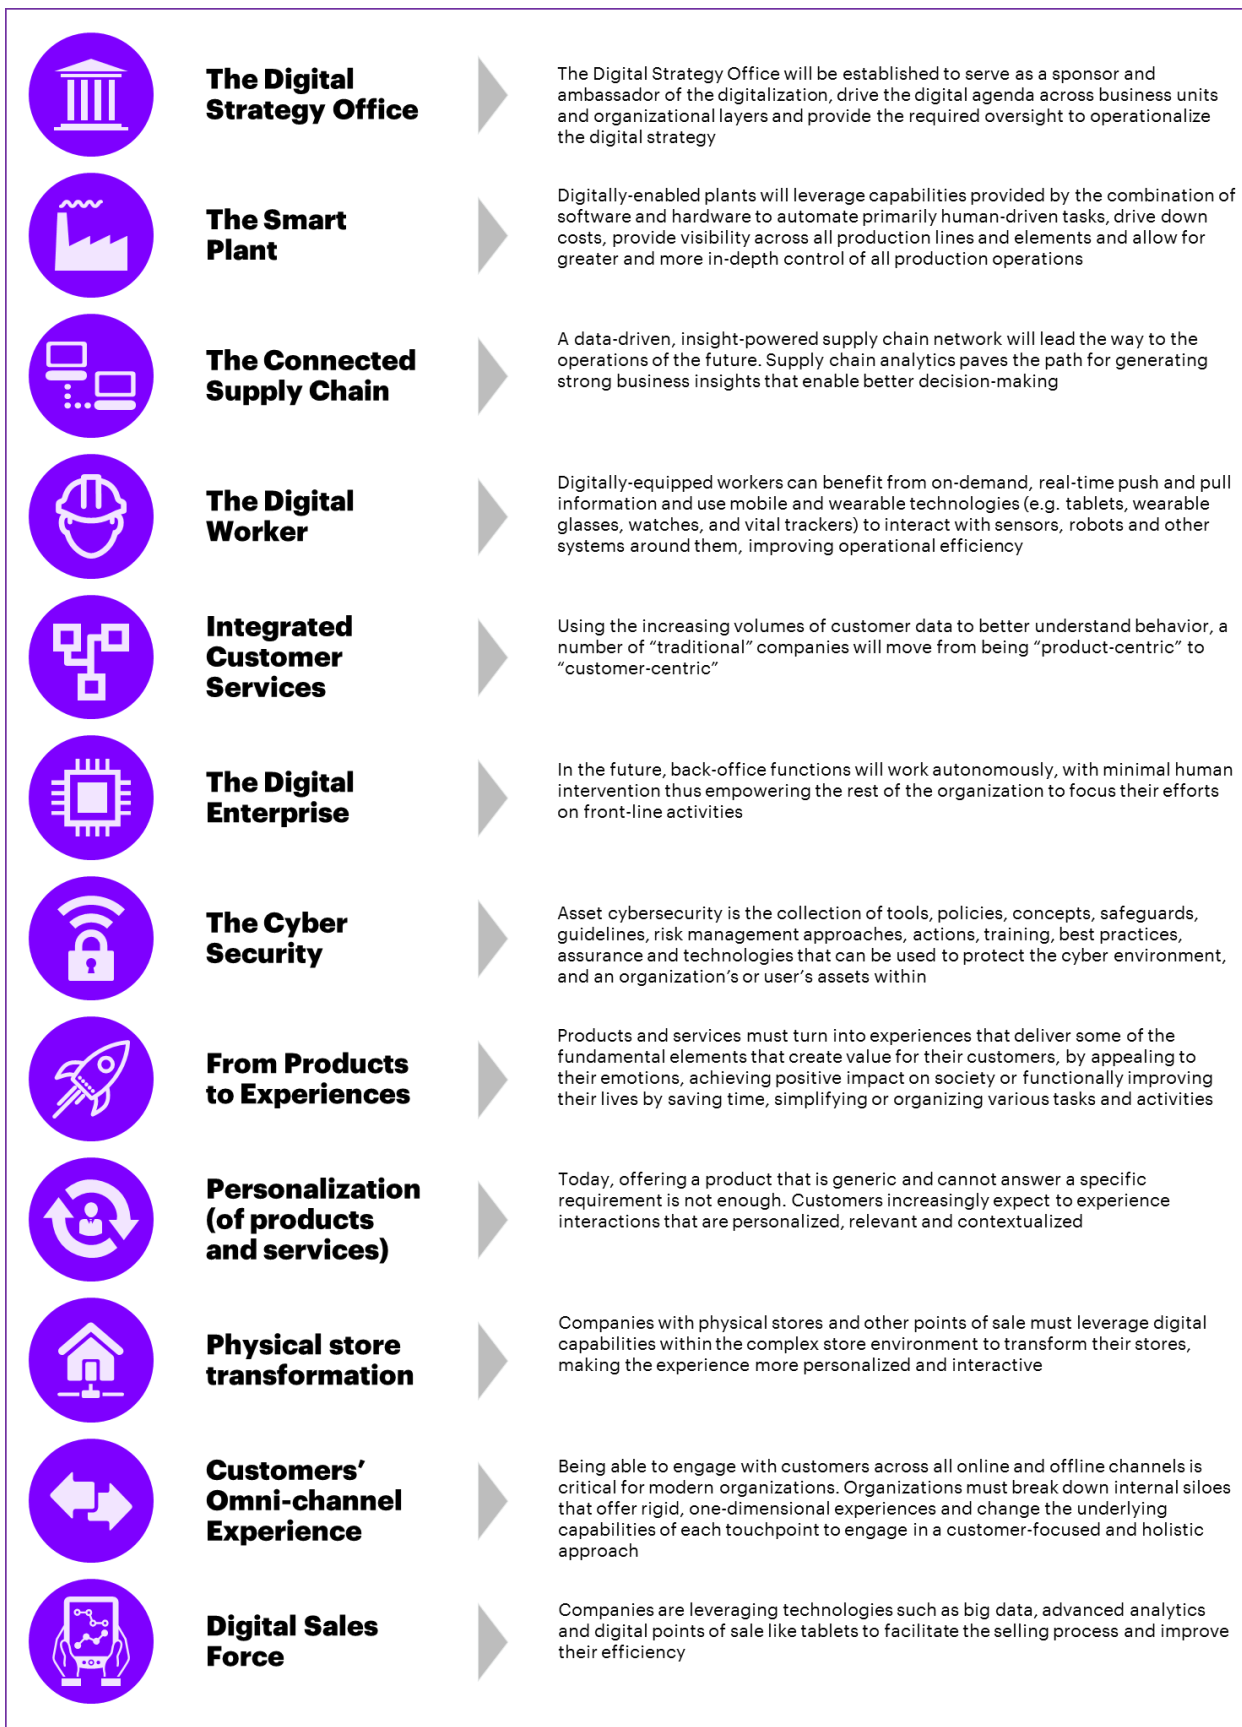 The Digital
Strategy Office
The Digital Strategy Office will be established to serve as a sponsor and
ambassador of the digitalization, drive the digital agenda across business units
and organizational layers and provide the required oversight to operationalize
the digital strategy
The Smart
Plant
Digitally-enabled plants will leverage capabilities provided by the combination of
software and hardware to automate primarily human-driven tasks, drive down
costs, provide visibility across all production lines and elements and allow for
greater and more in-depth control of all production operations
The Connected
Supply Chain
A data-driven, insight-powered supply chain network will lead the way to the
operations of the future. Supply chain analytics paves the path for generating
strong business insights that enable better decision-making
The Digital
Worker
Digitally-equipped workers can benefit from on-demand, real-time push and pull
information and use mobile and wearable technologies (e.g. tablets, wearable
glasses, watches, and vital trackers) to interact with sensors, robots and other
systems around them, improving operational efficiency
Integrated
Customer
Services
Using the increasing volumes of customer data to better understand behavior, a
number of “traditional” companies will move from being “product-centric” to
“customer-centric”
The Digital
Enterprise
In the future, back-office functions will work autonomously, with minimal human
intervention thus empowering the rest of the organization to focus their efforts
on front-line activities
The Cyber
Security
Asset cybersecurity is the collection of tools, policies, concepts, safeguards,
guidelines, risk management approaches, actions, training, best practices,
assurance and technologies that can be used to protect the cyber environment,
and an organization’s or user’s assets within
From Products
to Experiences
Products and services must turn into experiences that deliver some of the
fundamental elements that create value for their customers, by appealing to
their emotions, achieving positive impact on society or functionally improving
their lives by saving time, simplifying or organizing various tasks and activities
Personalization
(of products
and services)
Today, offering a product that is generic and cannot answer a specific
requirement is not enough. Customers increasingly expect to experience
interactions that are personalized, relevant and contextualized
Physical store
transformation
Companies with physical stores and other points of sale must leverage digital
capabilities within the complex store environment to transform their stores,
making the experience more personalized and interactive
Customers’
Omni-channel
Experience
Being able to engage with customers across all online and offline channels is
critical for modern organizations. Organizations must break down internal siloes
that offer rigid, one-dimensional experiences and change the underlying
capabilities of each touchpoint to engage in a customer-focused and holistic
approach
Digital Sales
Force
Companies are leveraging technologies such as big data, advanced analytics
and digital points of sale like tablets to facilitate the selling process and improve
their efficiency